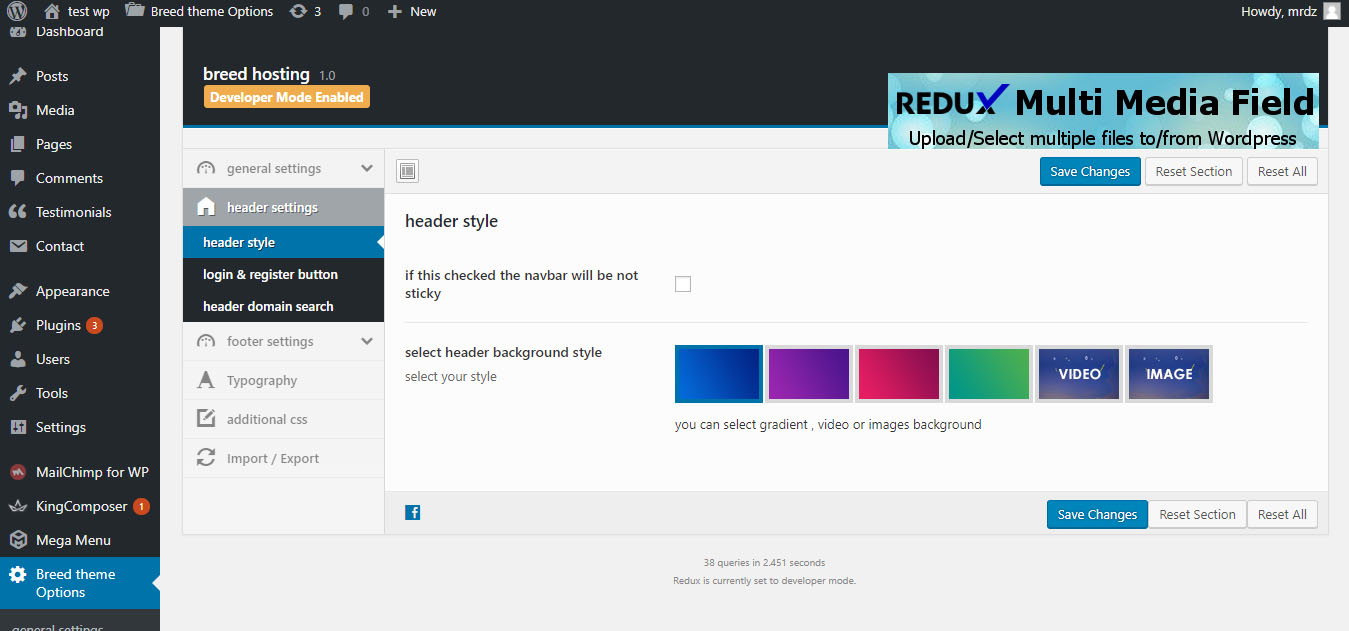 test wp
Breed theme Options
3
0
New
Howdy, mrdz
Dashboard
Posts
Media
Pages
Comments
Testimonials
Contact
Appearance
Plugins 3
Users
Tools
Settings
MailChimp for WP
KingComposer 1
Mega Menu
Breed theme
Options
general settings
breed hosting 1.0
Developer Mode Enabled
REDUX Multi Media Field
Upload/Select multiple files to/from Wordpress
general settings
header settings
header style
login & register button
header domain search
footer settings
Typography
additional css
Import / Export
Save Changes
Reset Section
Reset All
header style
if this checked the navbar will be not
sticky
select header background style
select your style
VIDEO
IMAGE
you can select gradient , video or images background
Save Changes
Reset Section
Reset All
38 queries in 2.451 seconds
Redux is currently set to developer mode.